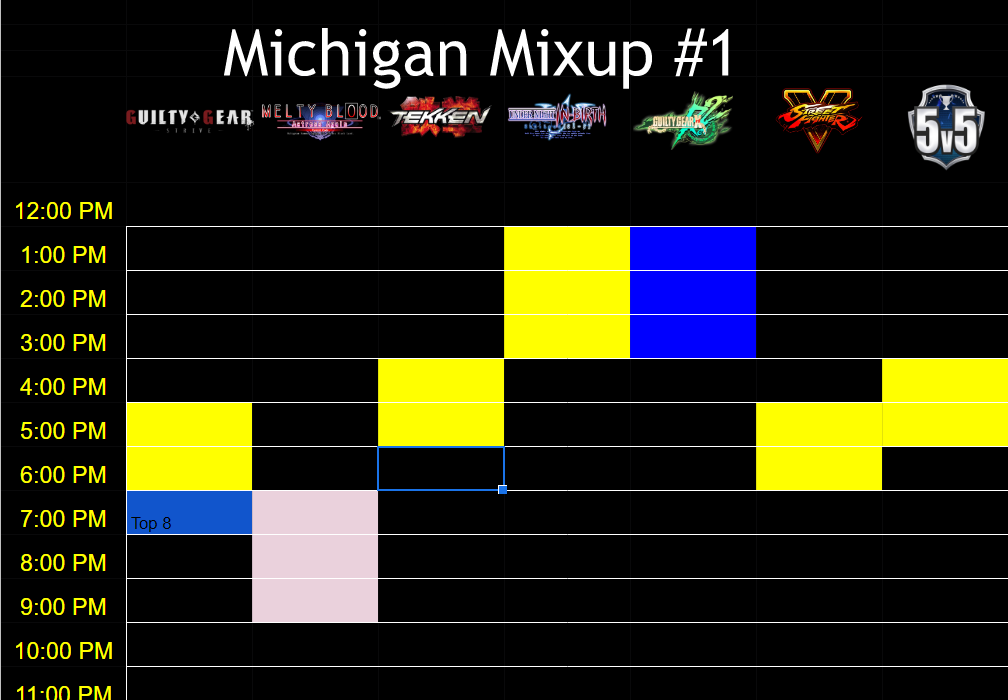 Michigan Mixup #1
GUILTY GEAR
STRIVE
MELTY BLOOD
Actress Again
TEKKEN
UNDER NIGHT IN-BIRTH
GUILTY GEAR X
STREET FIGHTER V
5v5
12:00 PM
1:00 PM
2:00 PM
3:00 PM
4:00 PM
5:00 PM
6:00 PM
7:00 PM
Top 8
8:00 PM
9:00 PM
10:00 PM
11:00 PM